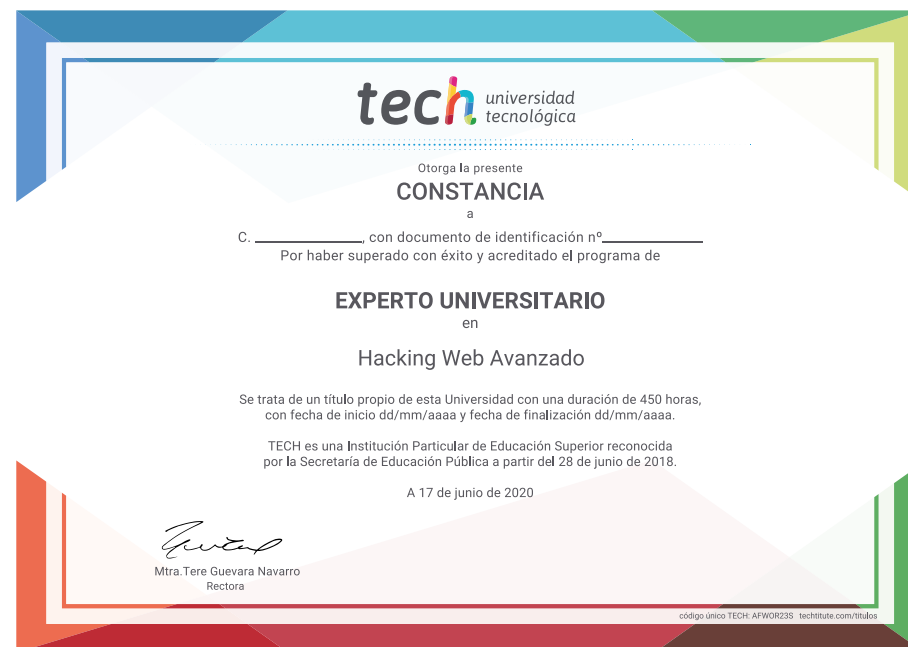 tech universidad
tecnológica
Otorga la presente
CONSTANCIA
a
C. ______________, con documento de identificación nº_____________
Por haber superado con éxito y acreditado el programa de
EXPERTO UNIVERSITARIO
en
Hacking Web Avanzado
Se trata de un título propio de esta Universidad con una duración de 450 horas,
con fecha de inicio dd/mm/aaaa y fecha de finalización dd/mm/aaaa.
TECH es una Institución Particular de Educación Superior reconocida
por la Secretaría de Educación Pública a partir del 28 de junio de 2018.
A 17 de junio de 2020
Mtra.Tere Guevara Navarro
Rectora
código único TECH: AFWOR23S techtitute.com/titulos